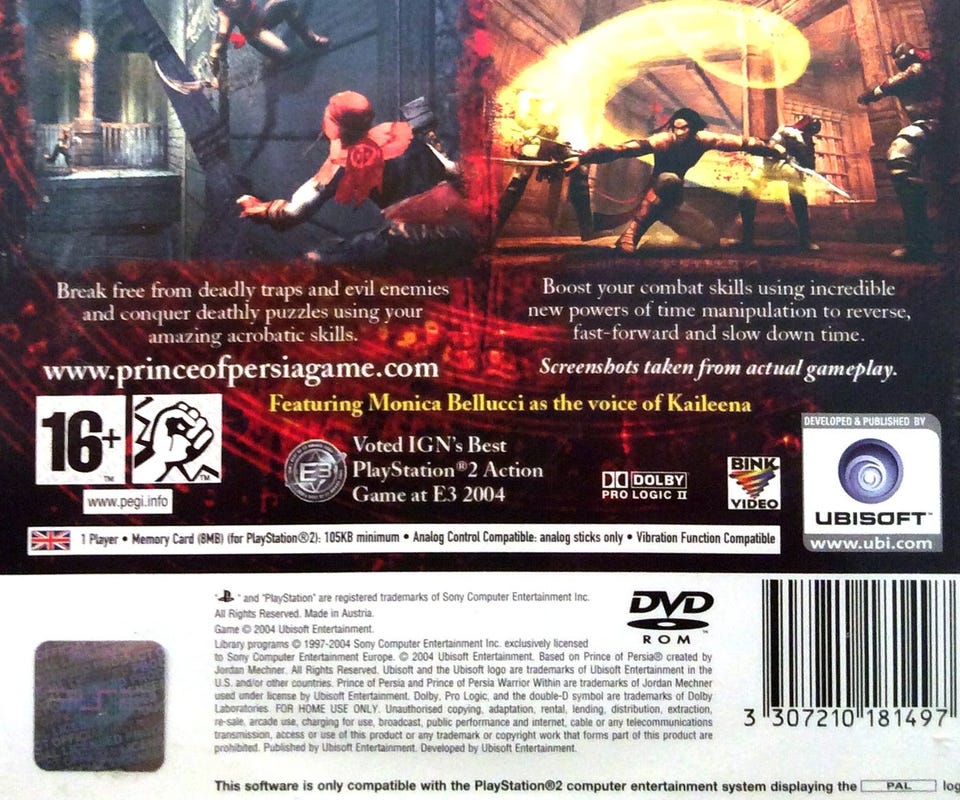 Break free from deadly traps and evil enemies
and conquer deathly puzzles using your
amazing acrobatic skills.
Boost your combat skills using incredible
new powers of time manipulation to reverse,
fast-forward and slow down time.
www.princeofpersiagame.com
Screenshots taken from actual gameplay.
Featuring Monica Bellucci as the voice of Kaileena
16+
TM
TM
www.pegi.info
E3
Voted IGN's Best
PlayStation®2 Action
Game at E3 2004
DOLBY
PRO LOGIC II
BINK
VIDEO
DEVELOPED & PUBLISHED BY
UBISOFT™
www.ubi.com
1 Player • Memory Card (8MB) (for PlayStation®2): 105KB minimum • Analog Control Compatible: analog sticks only • Vibration Function Compatible
" " and "PlayStation" are registered trademarks of Sony Computer Entertainment Inc.
All Rights Reserved. Made in Austria.
Game © 2004 Ubisoft Entertainment.
Library programs © 1997-2004 Sony Computer Entertainment Inc. exclusively licensed
to Sony Computer Entertainment Europe. © 2004 Ubisoft Entertainment. Based on Prince of Persia® created by
Jordan Mechner. All Rights Reserved. Ubisoft and the Ubisoft logo are trademarks of Ubisoft Entertainment in the
U.S. and/or other countries. Prince of Persia and Prince of Persia Warrior Within are trademarks of Jordan Mechner
used under license by Ubisoft Entertainment. Dolby, Pro Logic, and the double-D symbol are trademarks of Dolby
Laboratories. FOR HOME USE ONLY. Unauthorised copying, adaptation, rental, lending, distribution, extraction,
re-sale, arcade use, charging for use, broadcast, public performance and internet, cable or any telecommunications
transmission, access or use of this product or any trademark or copyright work that forms part of this product are
prohibited. Published by Ubisoft Entertainment. Developed by Ubisoft Entertainment.
DVD
ROM
3 307210 181497
This software is only compatible with the PlayStation®2 computer entertainment system displaying the PAL log